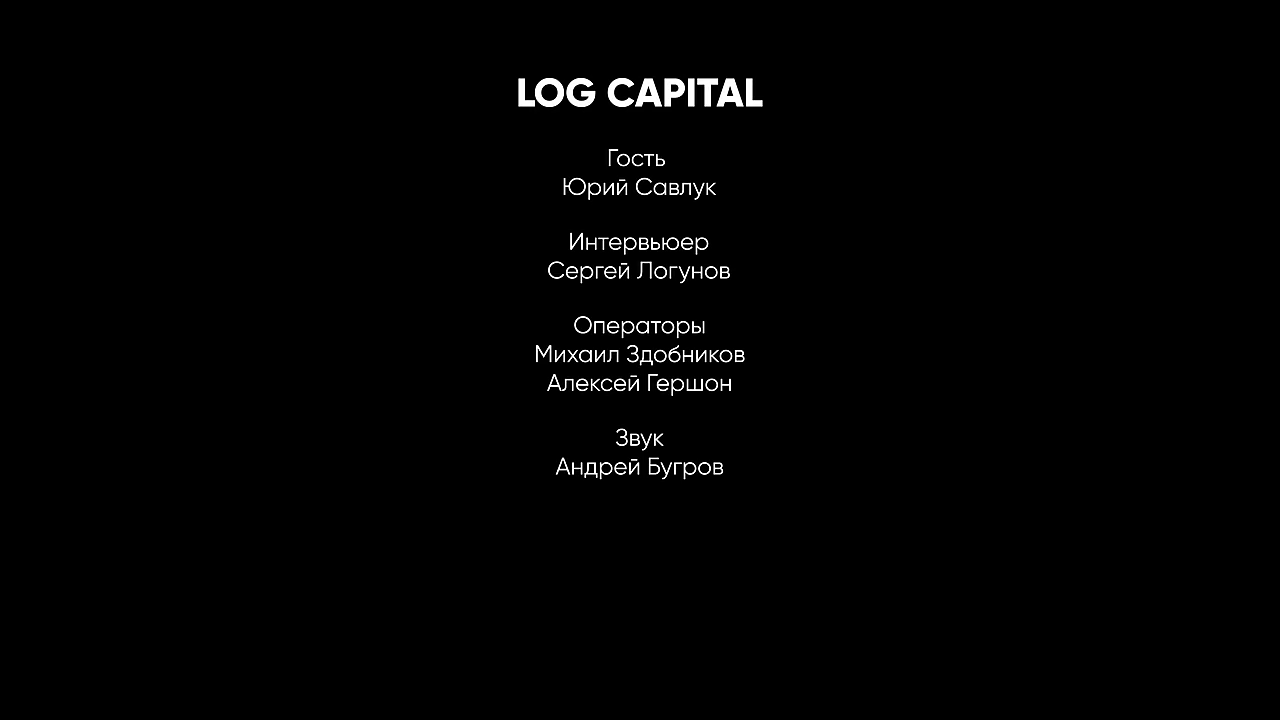 LOG CAPITAL
Гость
Юрий Савлук
Интервьюер
Сергей Логунов
Операторы
Михаил Здобников
Алексей Гершон
Звук
Андрей Бугров